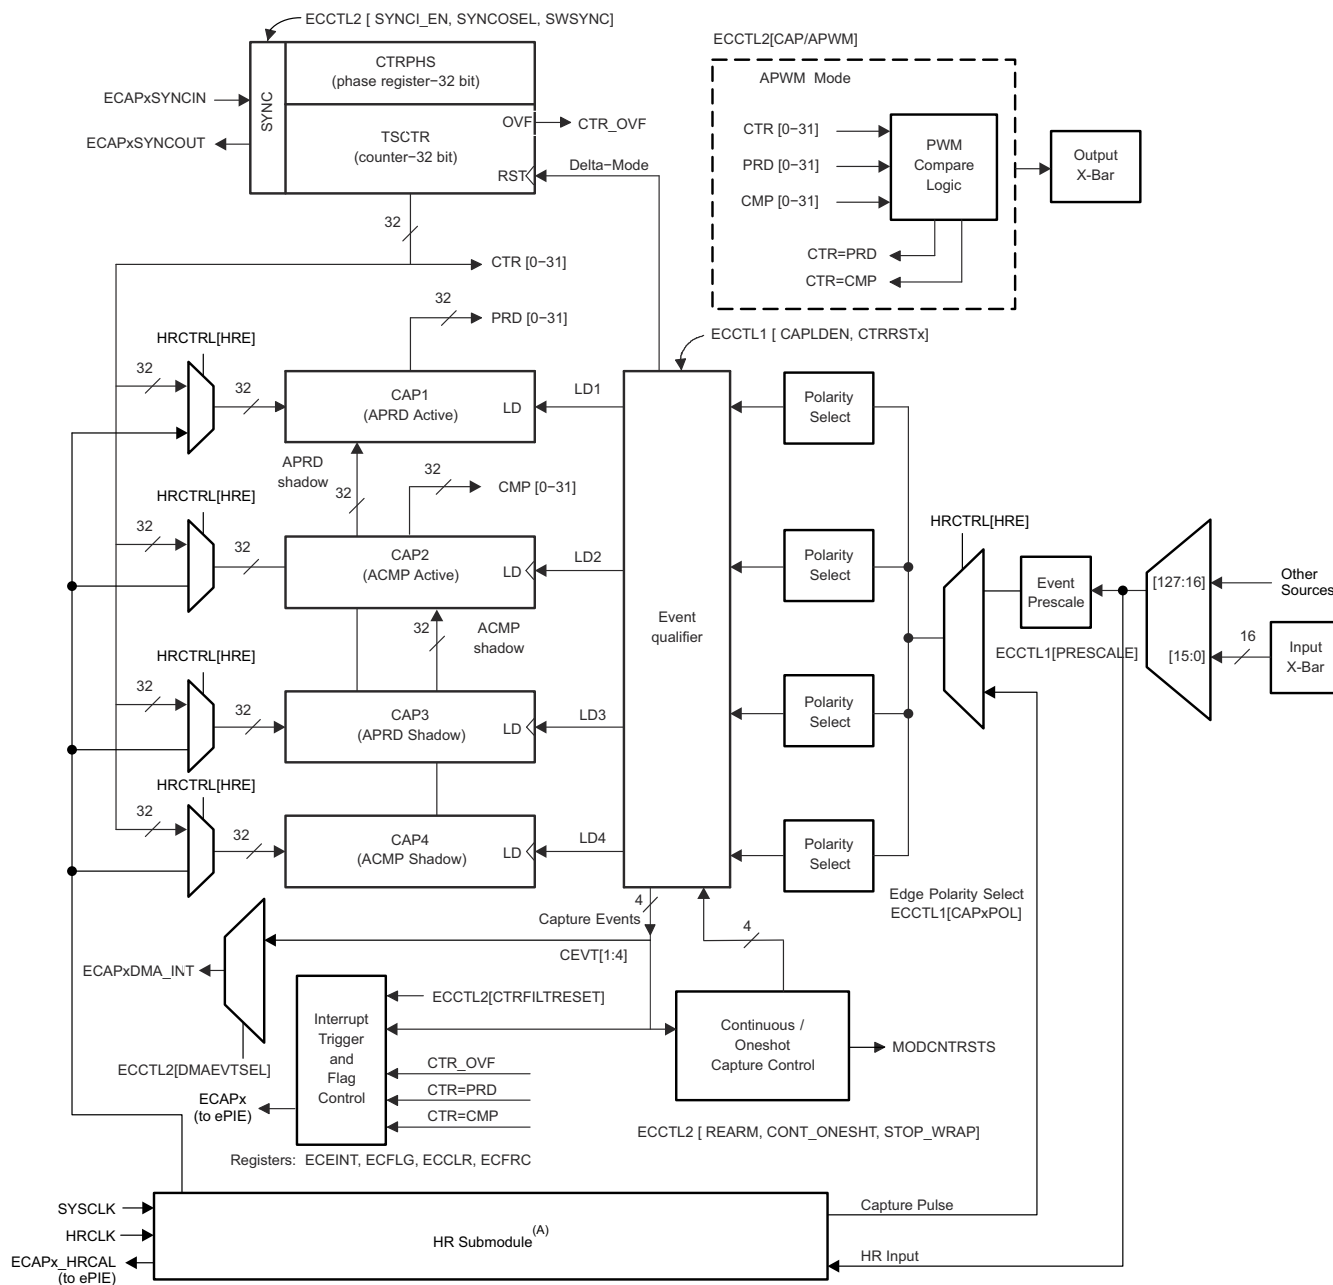 ECCTL2 [ SYNCI_EN, SYNCOSEL, SWSYNC]
SYNC
CTRPHS
(phase register−32 bit)
TSCTR
(counter−32 bit)
OVF
RST
ECAPxSYNCIN
ECAPxSYNCOUT
CTR_OVF
Delta−Mode
ECCTL2[CAP/APWM]
APWM Mode
CTR [0−31]
PRD [0−31]
CMP [0−31]
PWM
Compare
Logic
CTR=PRD
CTR=CMP
Output
X-Bar
32
CTR [0−31]
32
PRD [0−31]
ECCTL1 [ CAPLDEN, CTRRSTx]
HRCTRL[HRE]
32
32
CAP1
(APRD Active)
LD
LD1
Polarity
Select
APRD
shadow
32
32
CMP [0−31]
HRCTRL[HRE]
32
32
CAP2
(ACMP Active)
LD
LD2
Polarity
Select
HRCTRL[HRE]
Event
Prescale
[127:16]
Other
Sources
ECCTL1[PRESCALE]
[15:0]
16
Input
X-Bar
Event
qualifier
32
ACMP
shadow
HRCTRL[HRE]
32
32
CAP3
(APRD Shadow)
LD
LD3
Polarity
Select
HRCTRL[HRE]
32
32
CAP4
(ACMP Shadow)
LD
LD4
Polarity
Select
Edge Polarity Select
ECCTL1[CAPxPOL]
4
Capture Events
CEVT[1:4]
4
ECAPxDMA_INT
ECCTL2[DMAEVTSEL]
Interrupt
Trigger
and
Flag
Control
ECCTL2[CTRFILTRESET]
CTR_OVF
CTR=PRD
CTR=CMP
ECAPx
(to ePIE)
Continuous /
Oneshot
Capture Control
MODCNTRSTS
ECCTL2 [ REARM, CONT_ONESHT, STOP_WRAP]
Registers: ECEINT, ECFLG, ECCLR, ECFRC
SYSCLK
HRCLK
ECAPx_HRCAL
(to ePIE)
HR Submodule(A)
Capture Pulse
HR Input